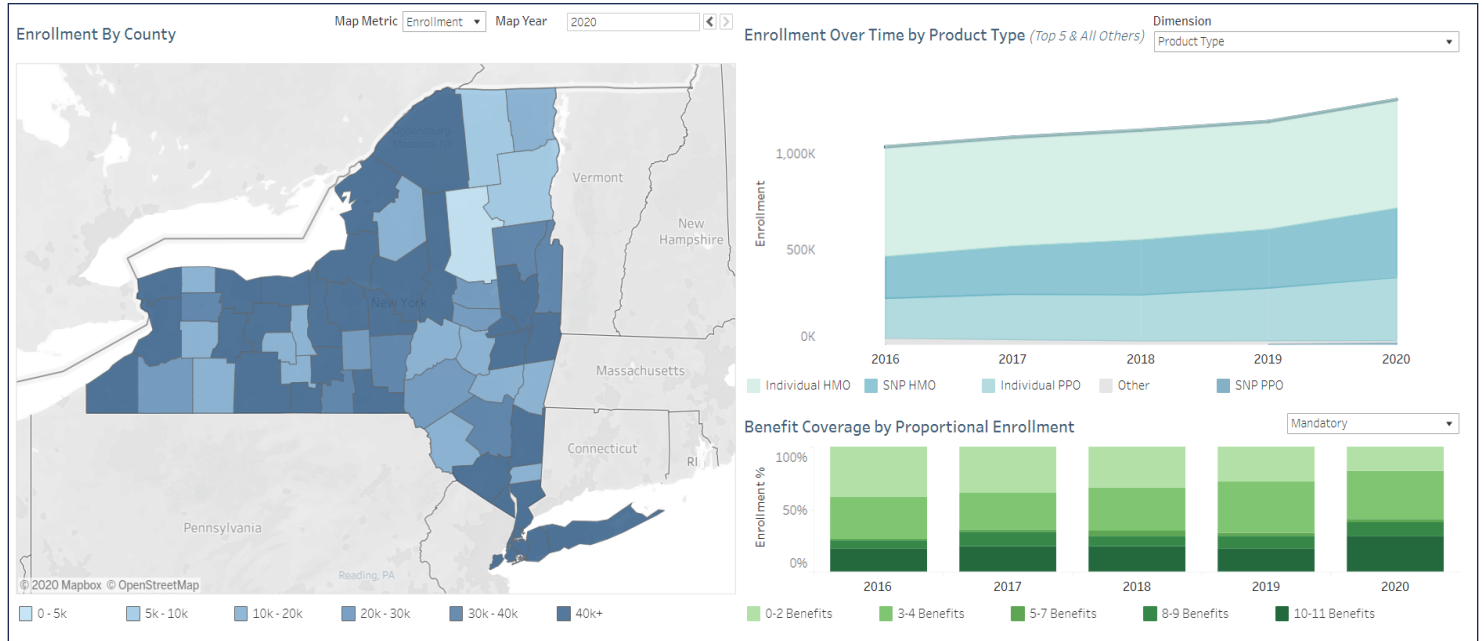 Enrollment By County
Map Metric Enrollment Map Year 2020
Vermont
New Hampshire
New York
Massachusetts
Connecticut
RI
Pennsylvania
Reading, PA
© 2020 Mapbox © OpenStreetMap
0 - 5k 5k - 10k 10k - 20k 20k - 30k 30k - 40k 40k+
Enrollment Over Time by Product Type (Top 5 & All Others)
Dimension
Product Type
Enrollment
1,000K
500K
0K
2016 2017 2018 2019 2020
Individual HMO SNP HMO Individual PPO Other SNP PPO
Benefit Coverage by Proportional Enrollment
Mandatory
Enrollment %
100%
50%
0%
2016 2017 2018 2019 2020
0-2 Benefits 3-4 Benefits 5-7 Benefits 8-9 Benefits 10-11 Benefits